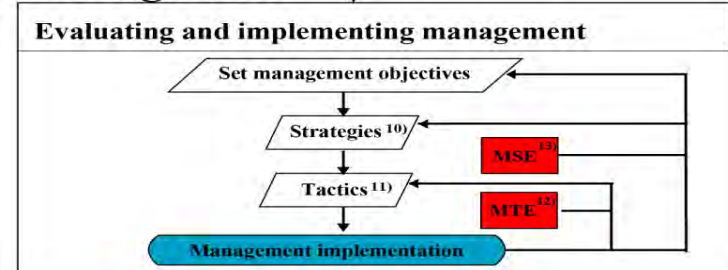 Evaluating and implementing management
Set management objectives
Strategies 10)
MSE 13)
Tactics 11)
MTE 12)
Management implementation